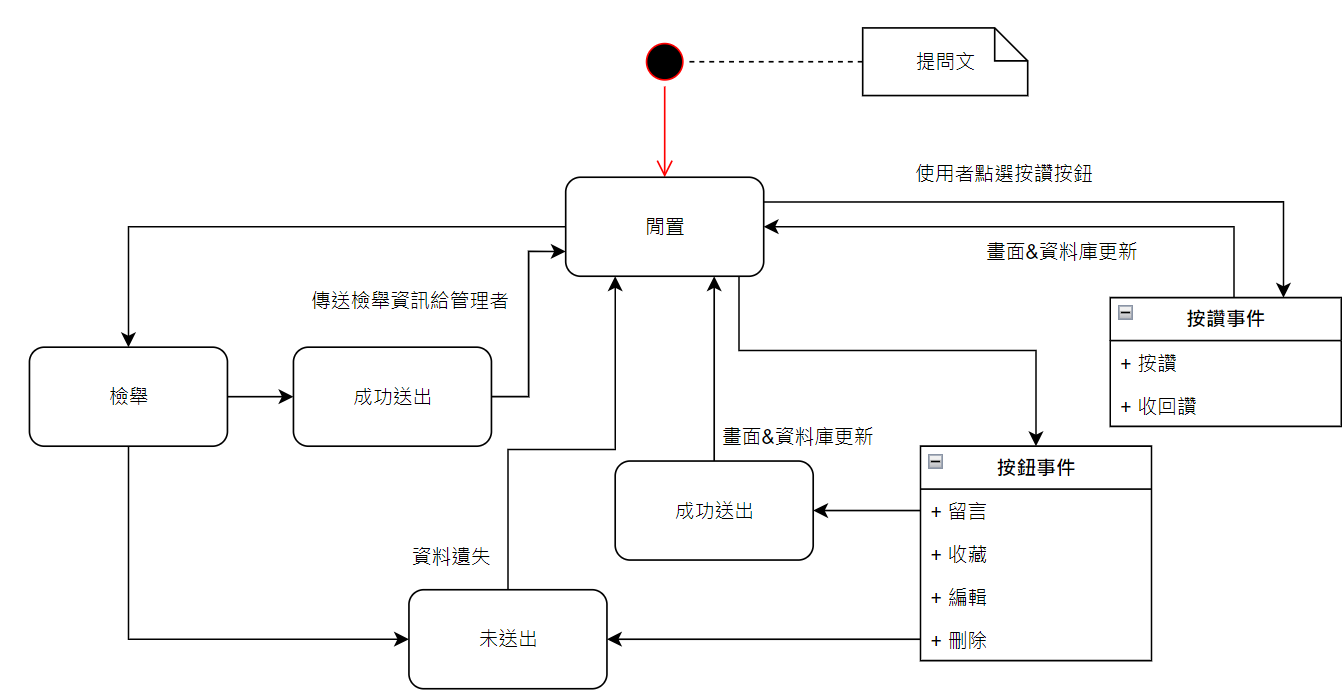 提問文
使用者點選按讚按鈕
閒置
畫面&資料庫更新
傳送檢舉資訊給管理者
按讚事件
+ 按讚
+ 收回讚
檢舉
成功送出
畫面&資料庫更新
按鈕事件
+ 留言
+ 收藏
+ 編輯
+ 刪除
成功送出
資料遺失
未送出